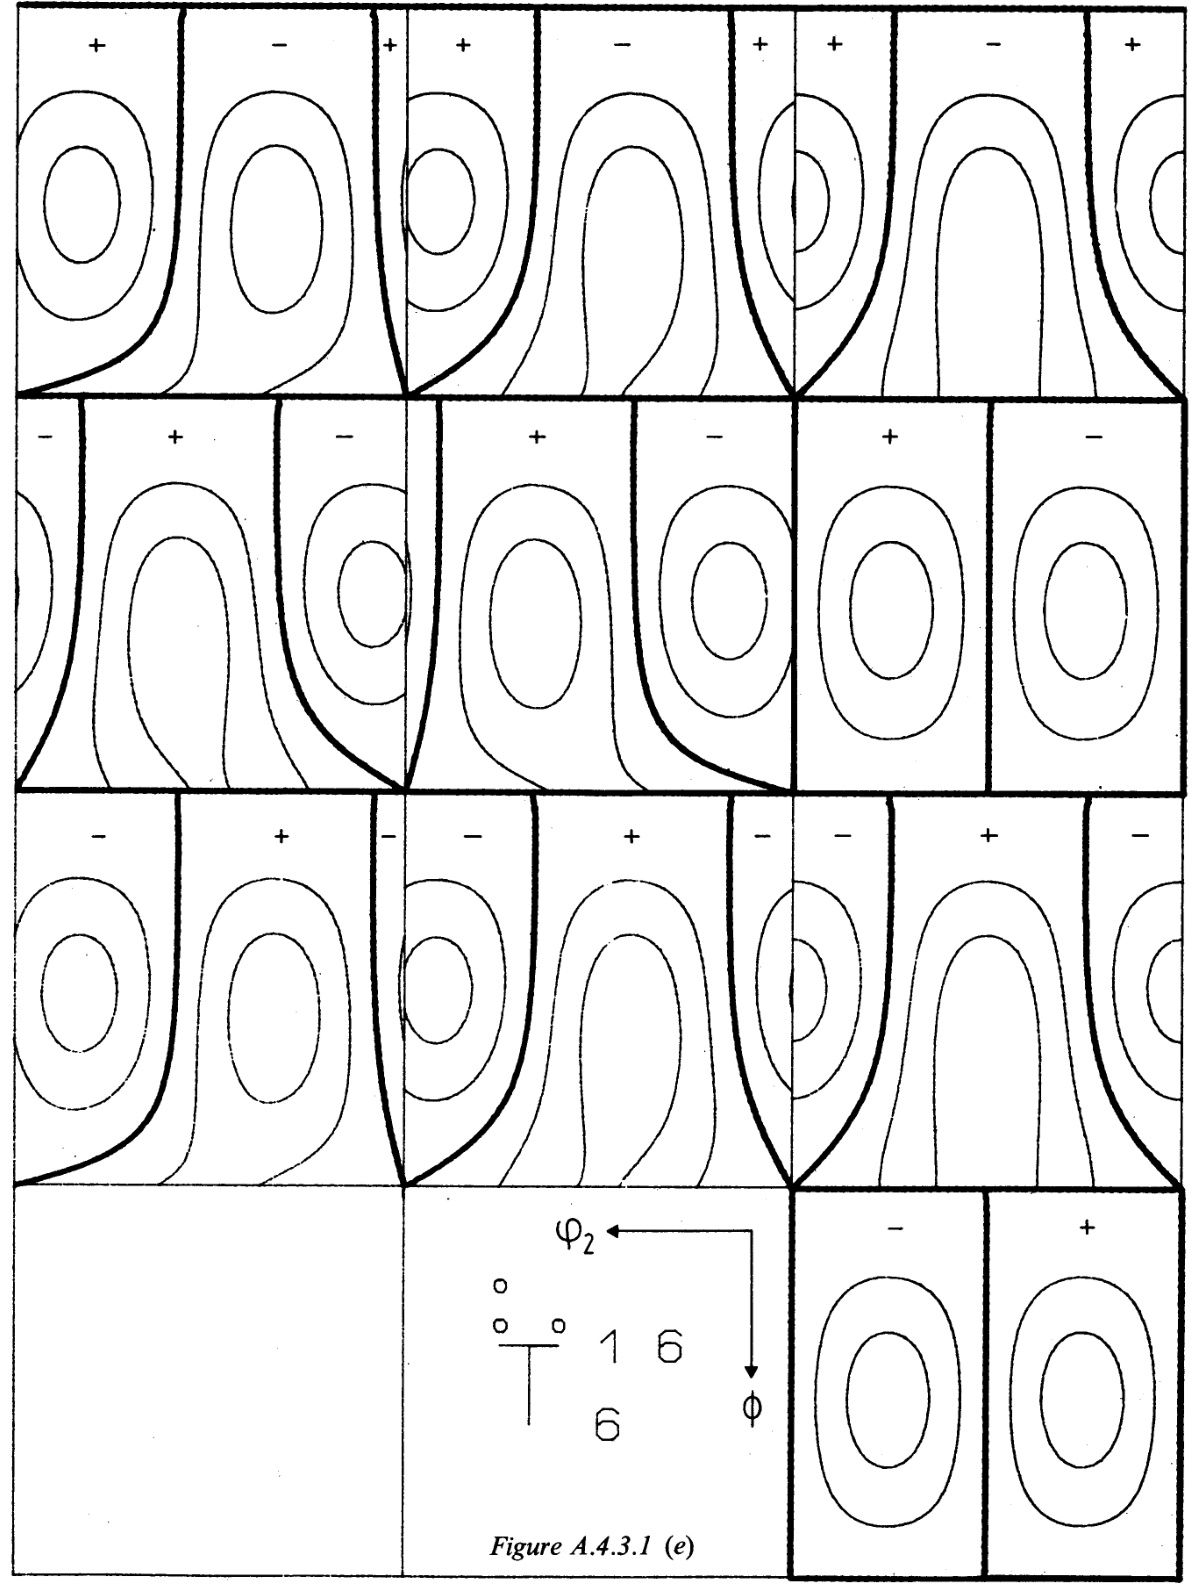 + − + + − + + − +
− + − + − + −
− + − − + − − + −
φ₂ − +
○
○ ○
T 1 6
6 ϕ
Figure A.4.3.1 (e)